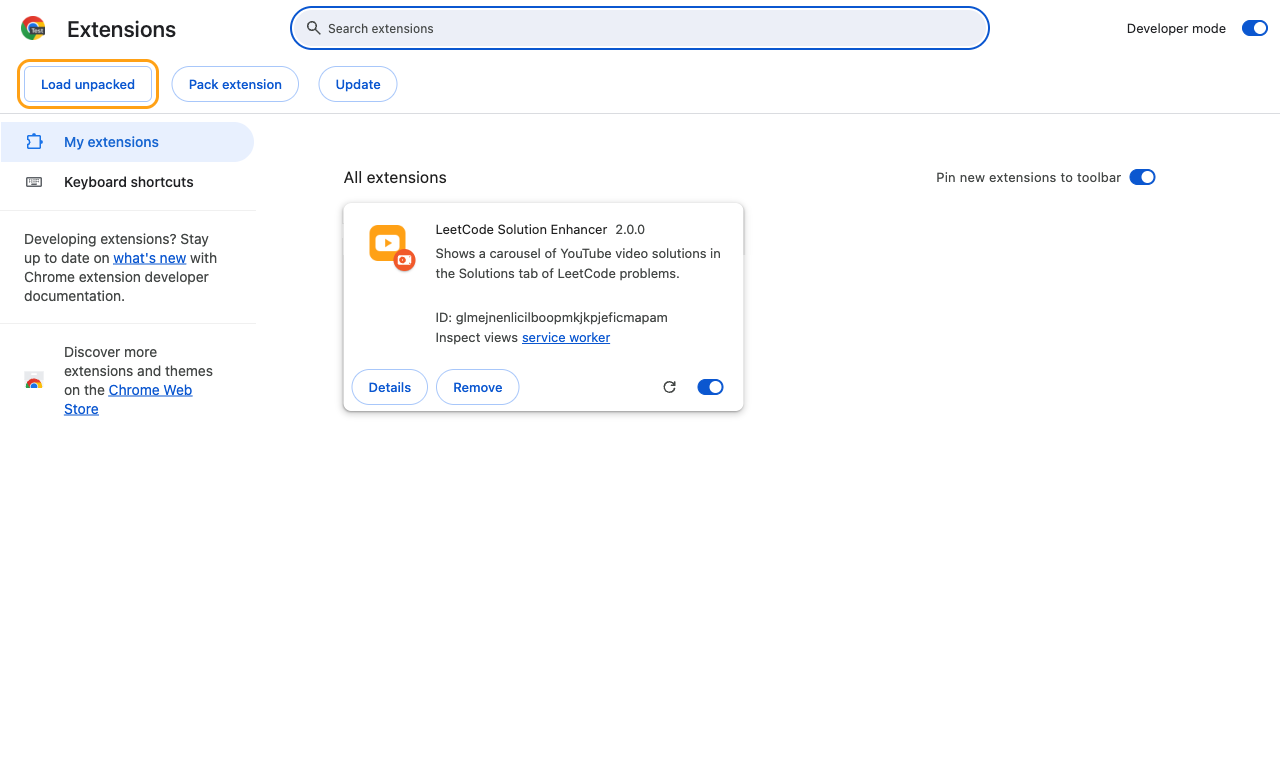 Extensions
Search extensions
Developer mode
Load unpacked
Pack extension
Update
My extensions
Keyboard shortcuts
Developing extensions? Stay
up to date on what's new with
Chrome extension developer
documentation.
Discover more
extensions and themes
on the Chrome Web
Store
All extensions
Pin new extensions to toolbar
LeetCode Solution Enhancer 2.0.0
Shows a carousel of YouTube video solutions in
the Solutions tab of LeetCode problems.
ID: glmejnenlicilboopmkjkpjeficmapam
Inspect views service worker
Details
Remove